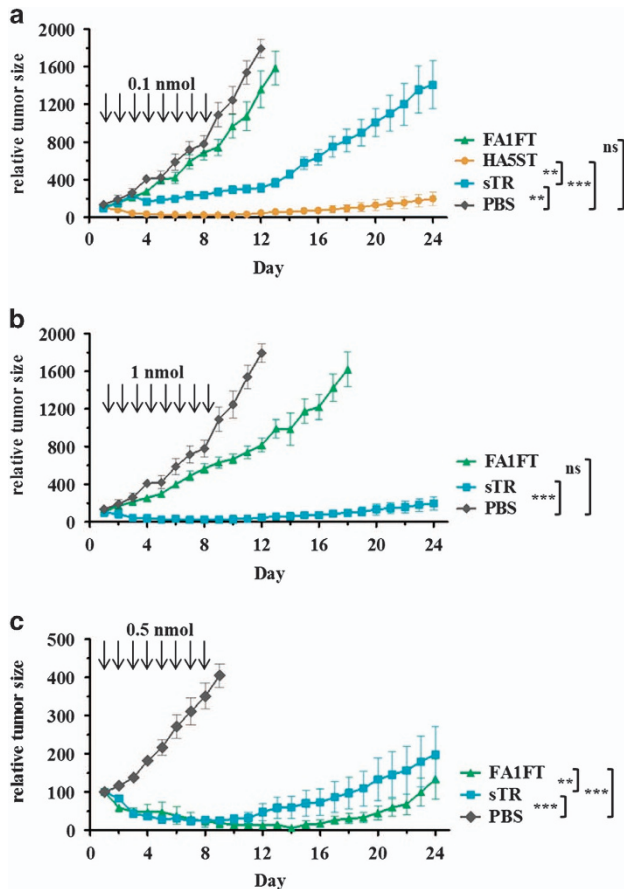 a
relative tumor size
2000
1600
1200
800
400
200
0
0.1 nmol
0 4 8 12 16 20 24
Day
FA1FT
HA5ST
sTR
PBS
**
**
***
ns
b
relative tumor size
2000
1600
1200
800
400
200
0
1 nmol
0 4 8 12 16 20 24
Day
FA1FT
sTR
PBS
***
ns
c
relative tumor size
500
400
300
200
100
0
0.5 nmol
0 4 8 12 16 20 24
Day
FA1FT
sTR
PBS
**
***
***